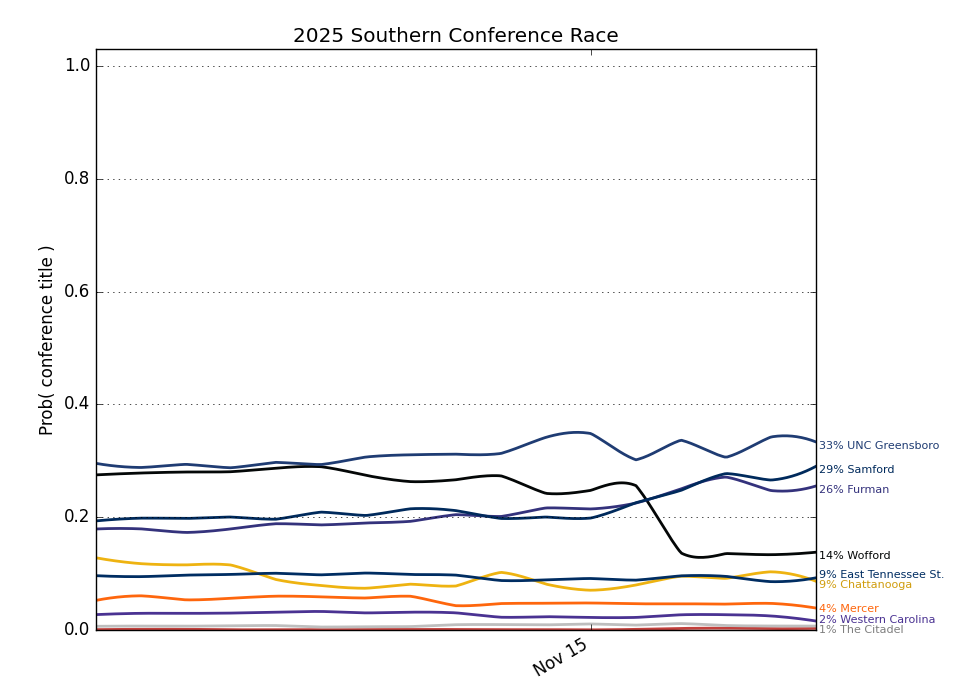 2025 Southern Conference Race
1.0
0.8
0.6
0.4
0.2
0.0
Prob( conference title )
Nov 15
33% UNC Greensboro
29% Samford
26% Furman
14% Wofford
9% East Tennessee St.
9% Chattanooga
4% Mercer
2% Western Carolina
1% The Citadel